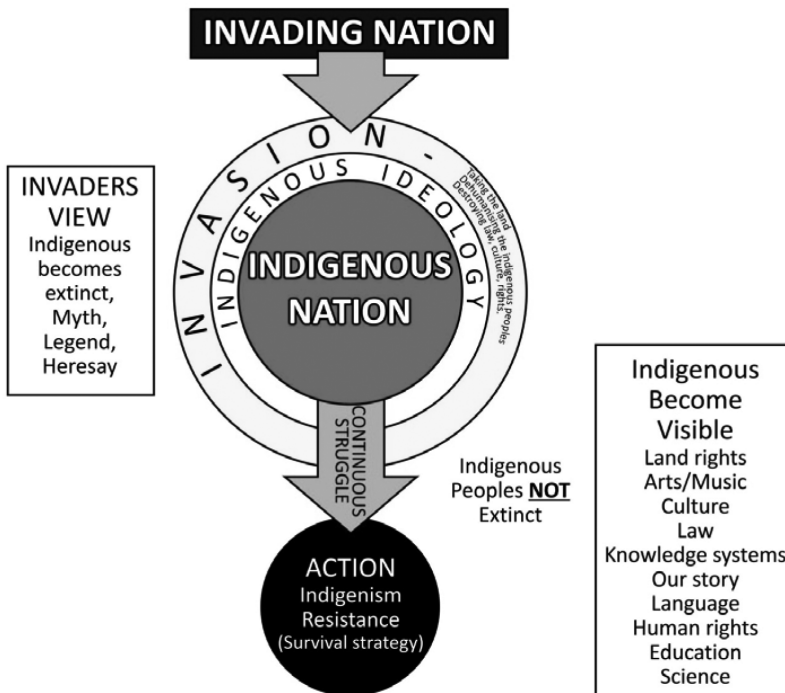 INVADING NATION
INVASION-
Taking the land
Dehumanising the indigenous peoples
Destroying law, culture, rights.
INDIGENOUS IDEOLOGY
INDIGENOUS
NATION
INVADERS
VIEW
Indigenous
becomes
extinct,
Myth,
Legend,
Heresay
CONTINUOUS
STRUGGLE
Indigenous
Peoples NOT
Extinct
ACTION
Indigenism
Resistance
(Survival strategy)
Indigenous
Become
Visible
Land rights
Arts/Music
Culture
Law
Knowledge systems
Our story
Language
Human rights
Education
Science